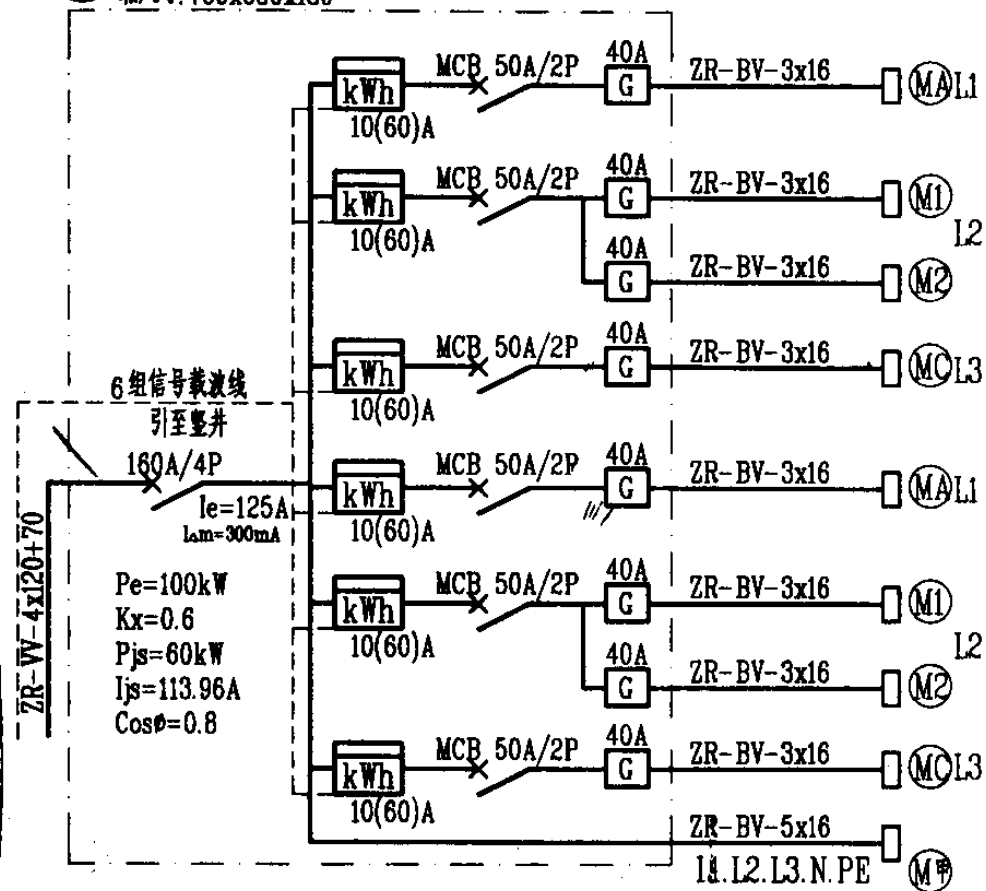 kWh
10(60)A
MCB 50A/2P
40A
G
ZR-BV-3x16
MA L1
kWh
10(60)A
MCB 50A/2P
40A
G
ZR-BV-3x16
M1
L2
40A
G
ZR-BV-3x16
M2
kWh
10(60)A
MCB 50A/2P
40A
G
ZR-BV-3x16
MC L3
6组信号载波线
引至竖井
160A/4P
Ie=125A
I△m=300mA
ZR-VV-4x120+70
Pe=100kW
Kx=0.6
Pjs=60kW
Ijs=113.96A
Cosø=0.8
kWh
10(60)A
MCB 50A/2P
40A
G
ZR-BV-3x16
MA L1
kWh
10(60)A
MCB 50A/2P
40A
G
ZR-BV-3x16
M1
L2
40A
G
ZR-BV-3x16
M2
kWh
10(60)A
MCB 50A/2P
40A
G
ZR-BV-3x16
MC L3
ZR-BV-5x16
L1.L2.L3.N.PE
M甲